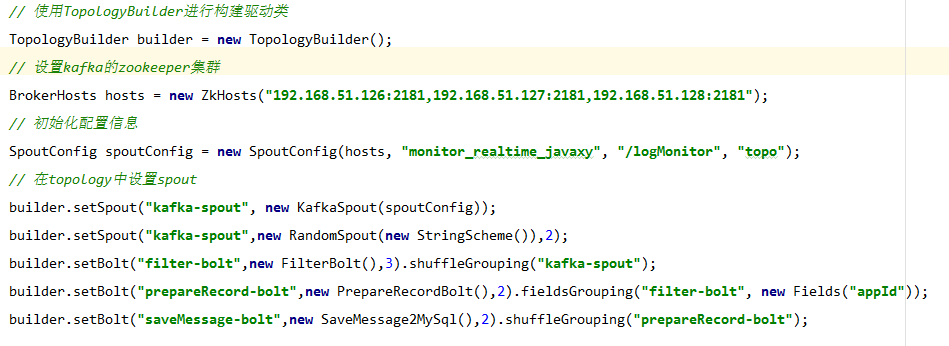 // 使用TopologyBuilder进行构建驱动类
TopologyBuilder builder = new TopologyBuilder();
// 设置kafka的zookeeper集群
BrokerHosts hosts = new ZkHosts("192.168.51.126:2181,192.168.51.127:2181,192.168.51.128:2181");
// 初始化配置信息
SpoutConfig spoutConfig = new SpoutConfig(hosts, "monitor_realtime_javaxy", "/logMonitor", "topo");
// 在topology中设置spout
builder.setSpout("kafka-spout", new KafkaSpout(spoutConfig));
builder.setSpout("kafka-spout",new RandomSpout(new StringScheme()),2);
builder.setBolt("filter-bolt",new FilterBolt(),3).shuffleGrouping("kafka-spout");
builder.setBolt("prepareRecord-bolt",new PrepareRecordBolt(),2).fieldsGrouping("filter-bolt", new Fields("appId"));
builder.setBolt("saveMessage-bolt",new SaveMessage2MySql(),2).shuffleGrouping("prepareRecord-bolt");